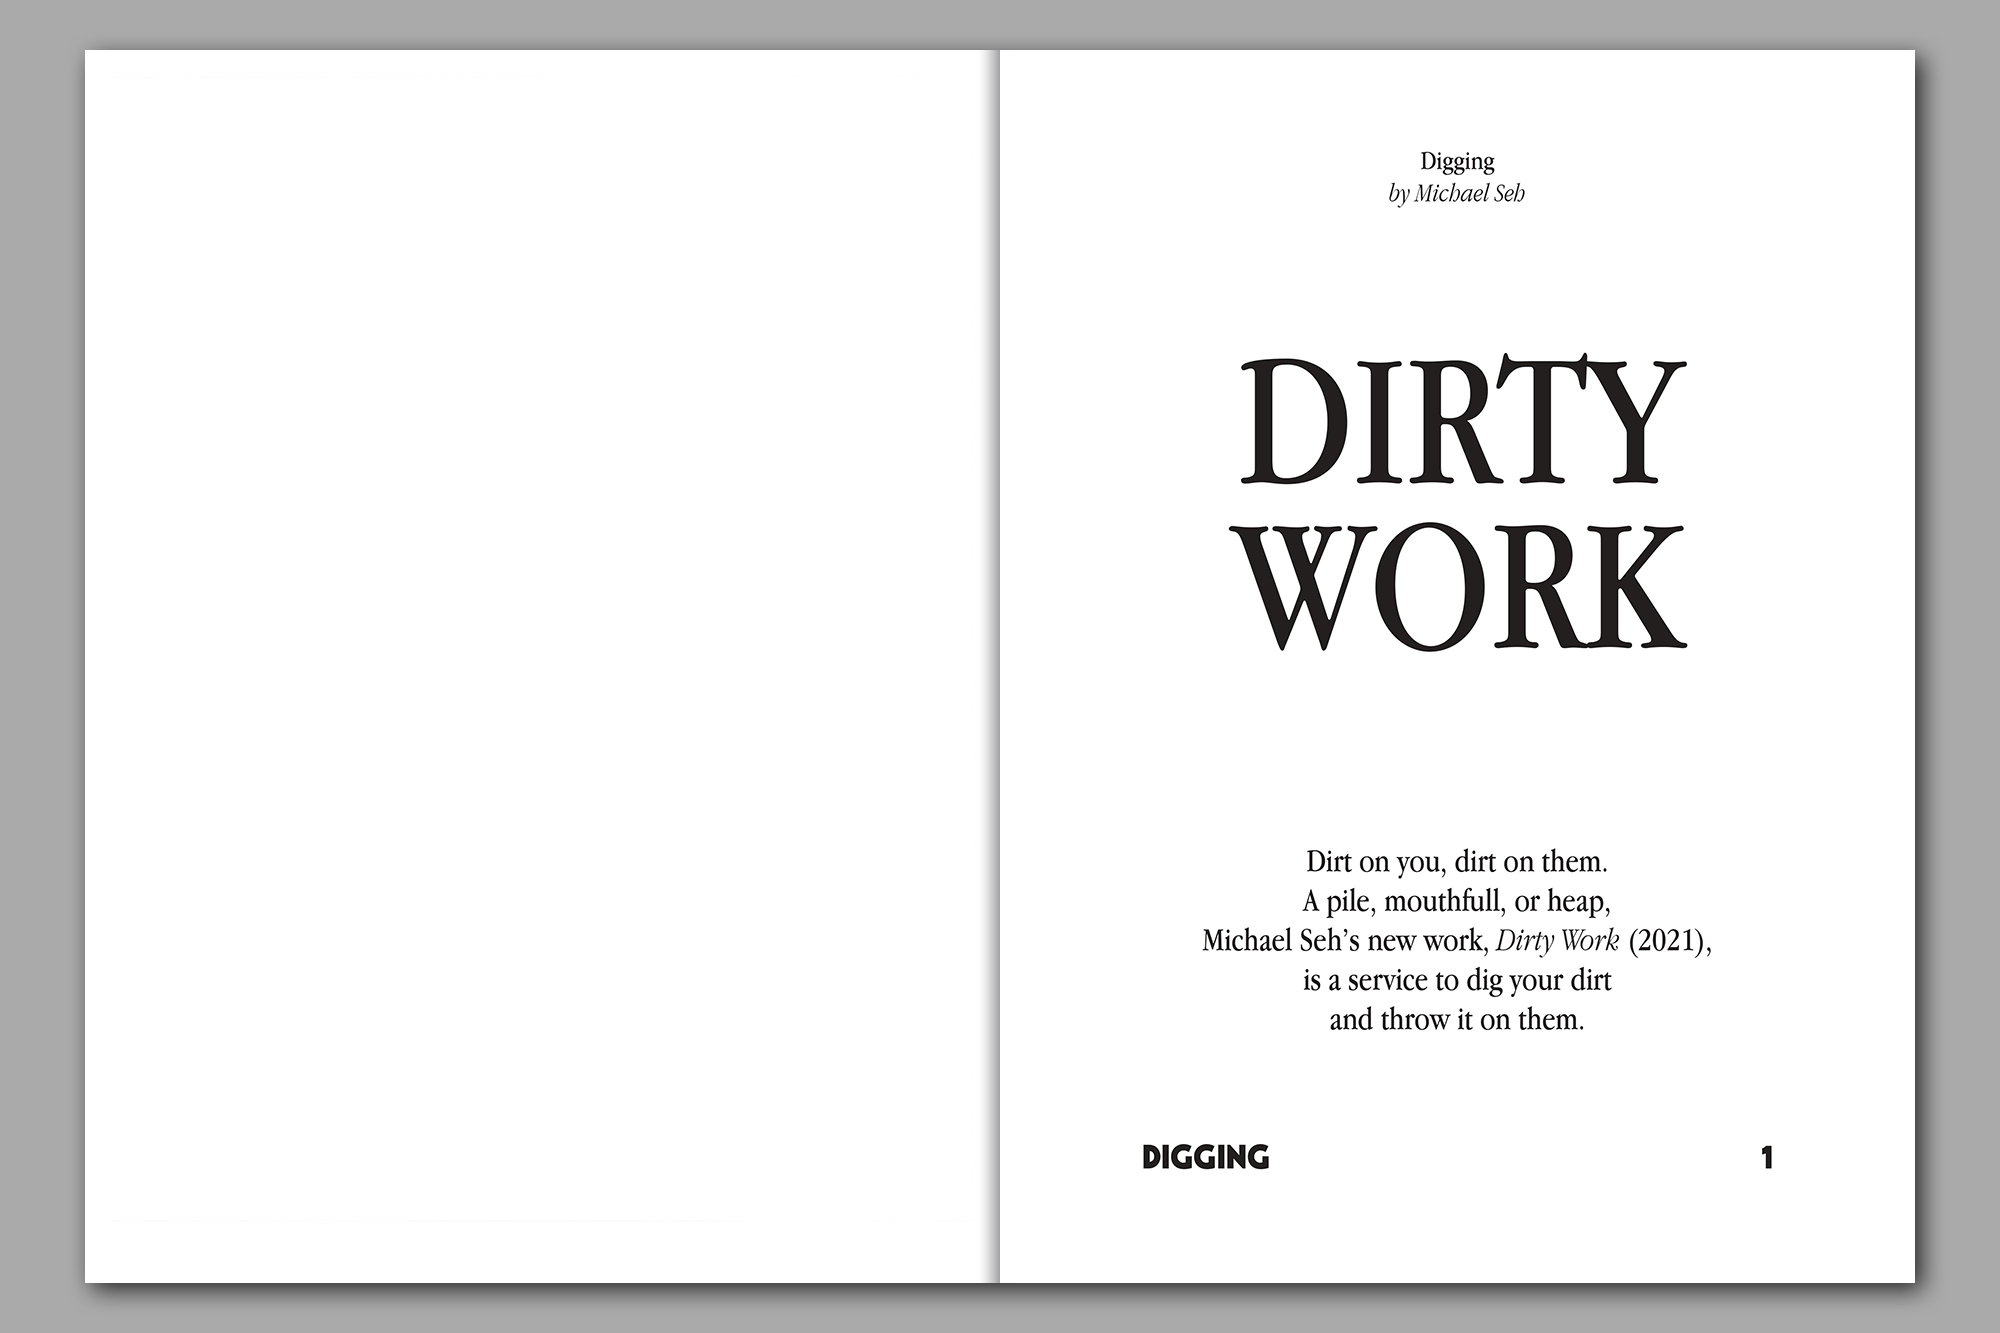 Digging
by Michael Seh
DIRTY
WORK
Dirt on you, dirt on them.
A pile, mouthfull, or heap,
Michael Seh’s new work, Dirty Work (2021),
is a service to dig your dirt
and throw it on them.
DIGGING
1